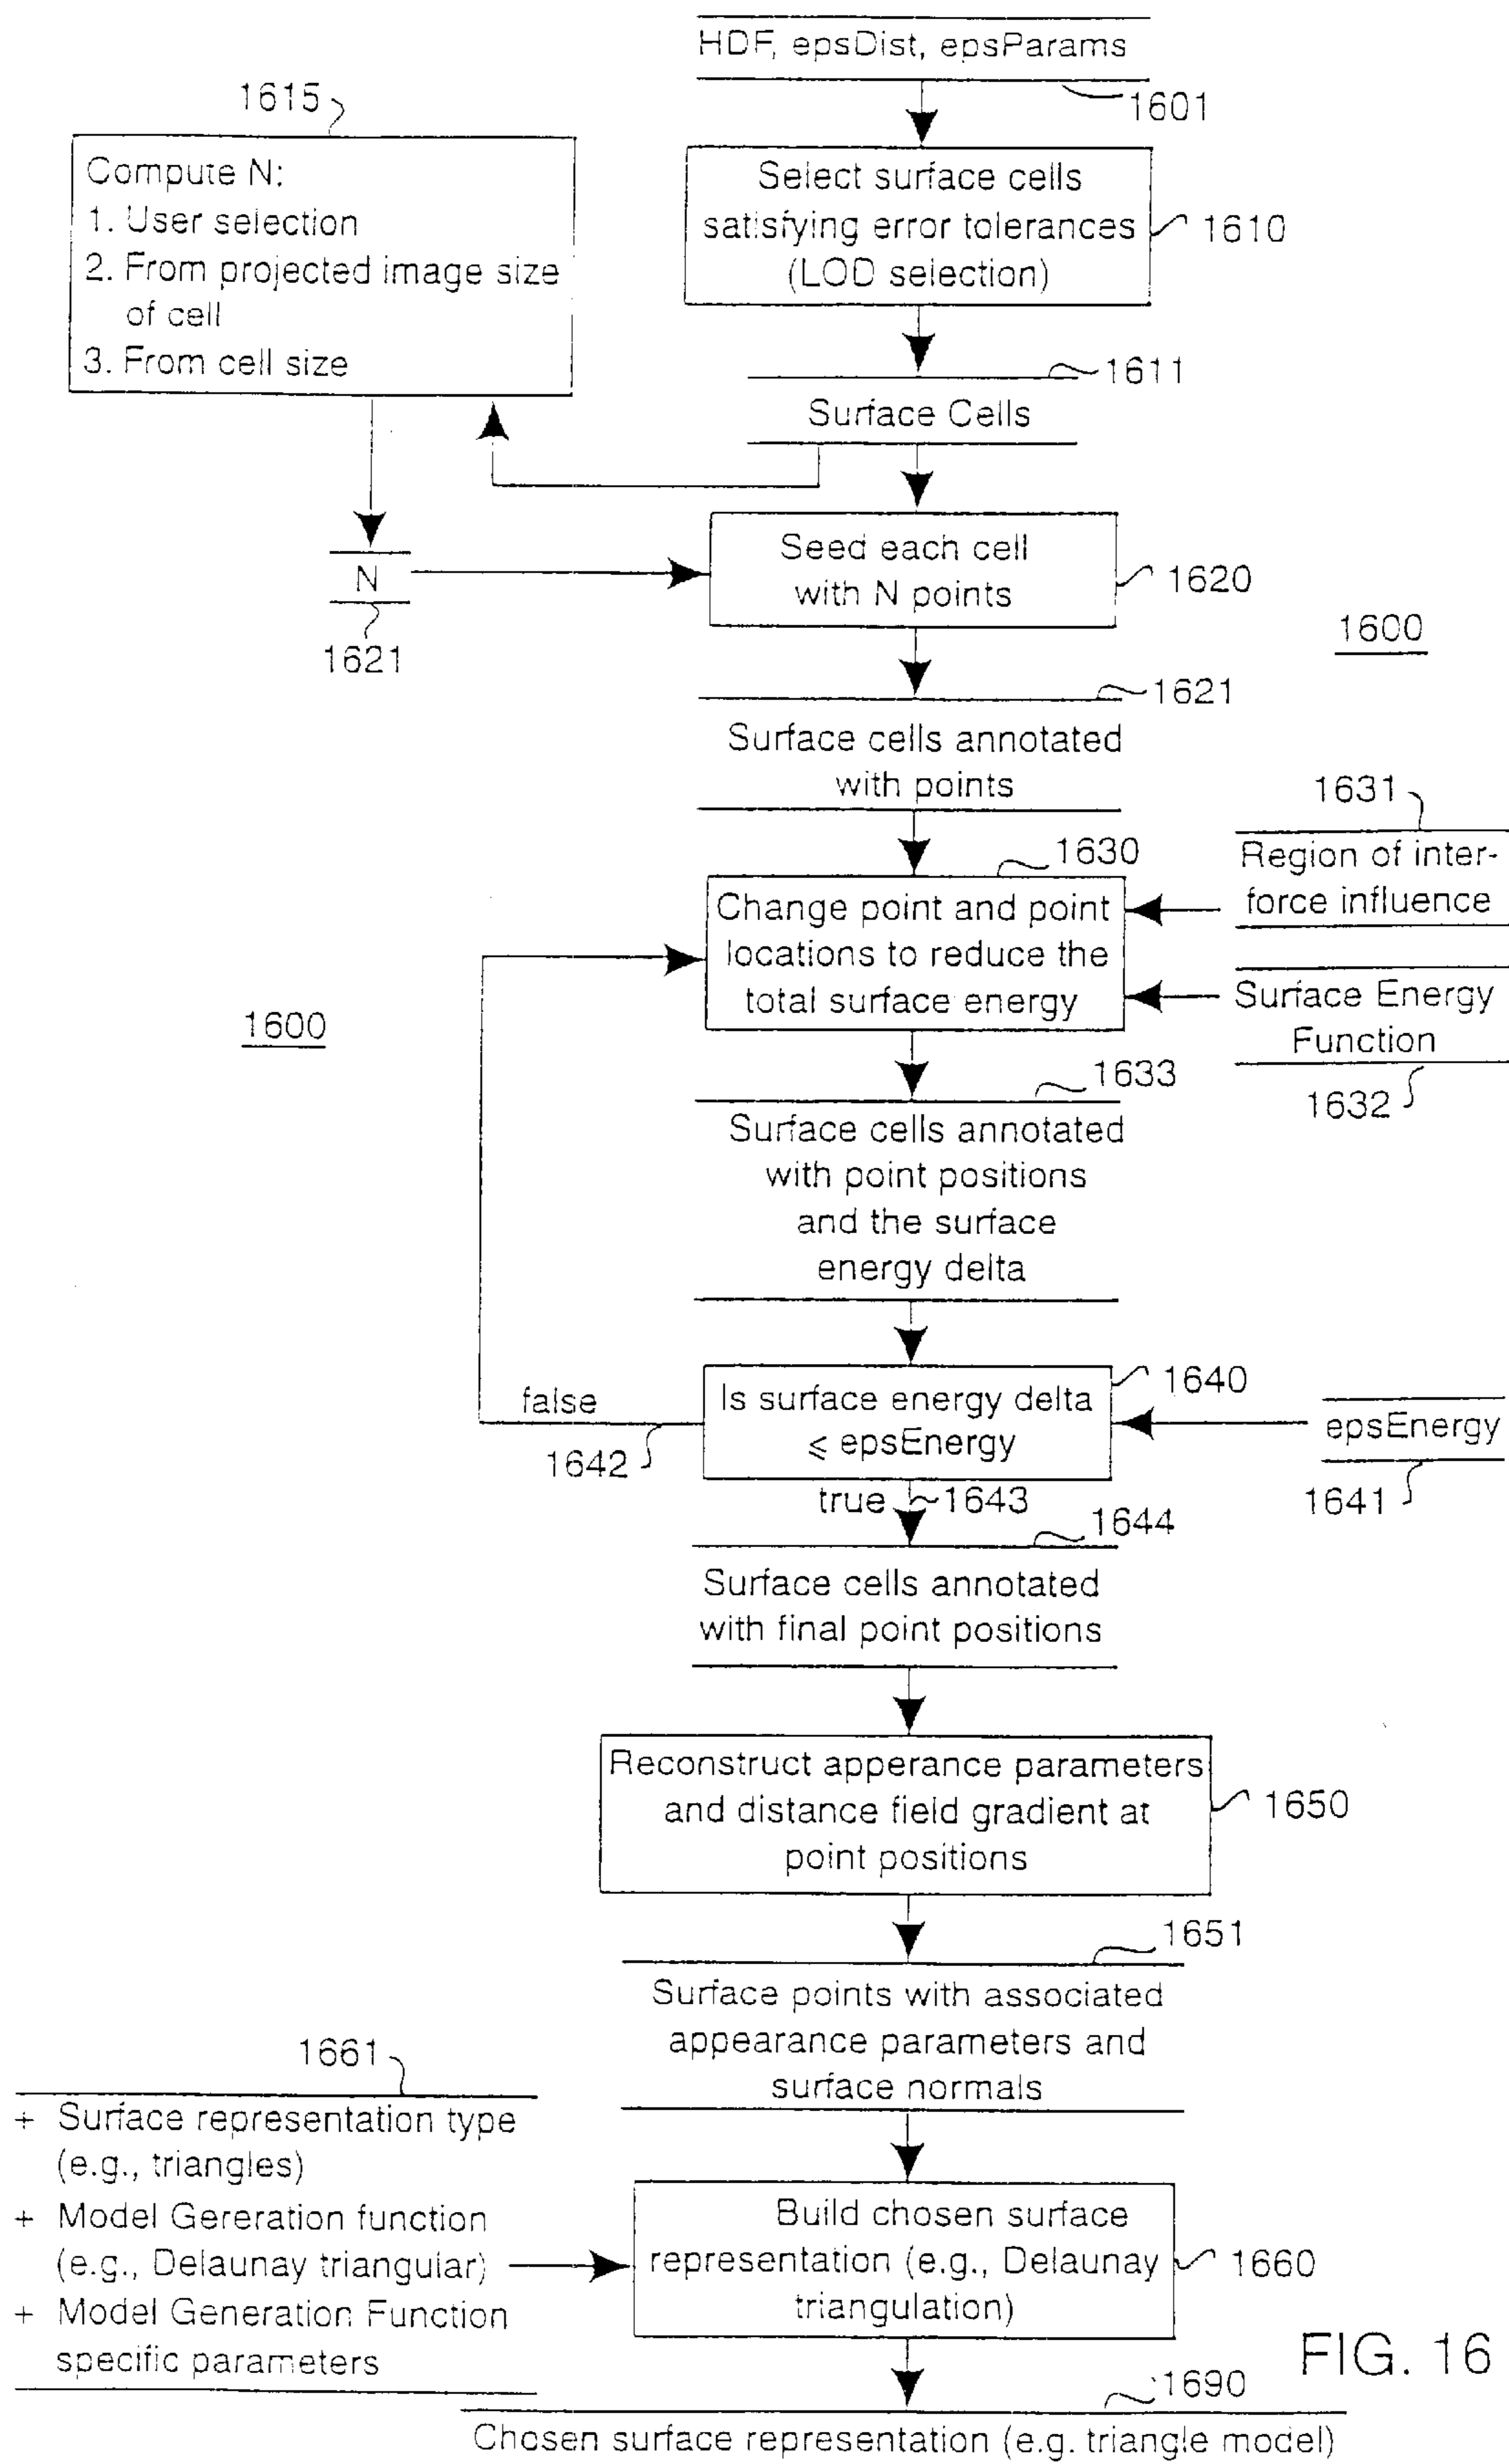 HDF, epsDist, epsParams
1601
1615
Compute N:
1. User selection
2. From projected image size
of cell
3. From cell size
Select surface cells
satisfying error tolerances
(LOD selection)
1610
1611
Surface Cells
N
1621
Seed each cell
with N points
1620
1600
1621
Surface cells annotated
with points
1631
Region of inter-
force influence
1630
Change point and point
locations to reduce the
total surface energy
Surface Energy
Function
1632
1600
1633
Surface cells annotated
with point positions
and the surface
energy delta
false
1642
Is surface energy delta
⩽ epsEnergy
1640
epsEnergy
1641
true
1643
1644
Surface cells annotated
with final point positions
Reconstruct apperance parameters
and distance field gradient at
point positions
1650
1651
Surface points with associated
appearance parameters and
surface normals
1661
+ Surface representation type
(e.g., triangles)
+ Model Gereration function
(e.g., Delaunay triangular)
+ Model Generation Function
specific parameters
Build chosen surface
representation (e.g., Delaunay
triangulation)
1660
FIG. 16
1690
Chosen surface representation (e.g. triangle model)